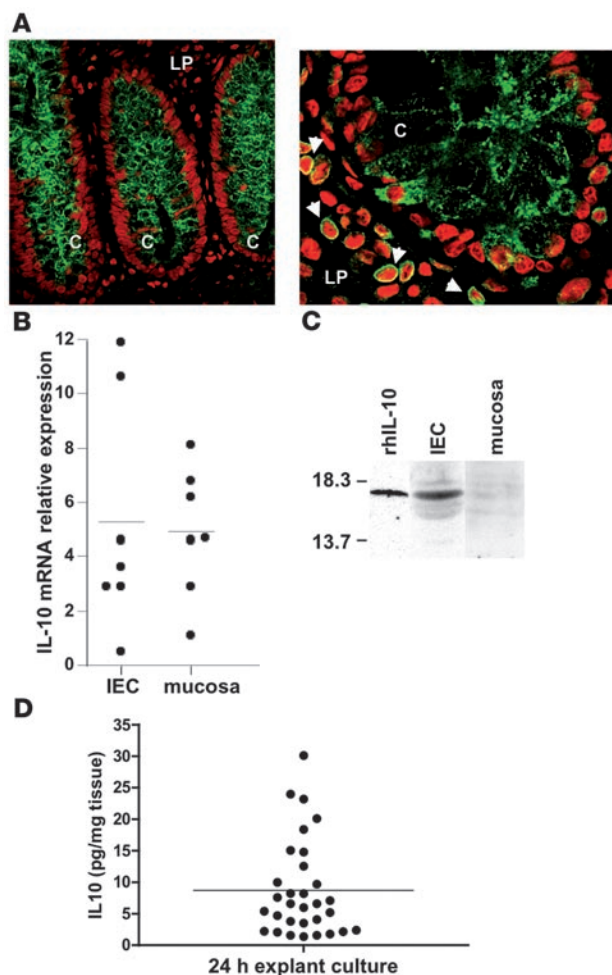 A
LP
C
C
C
C
LP
B
IL-10 mRNA relative expression
12
10
8
6
4
2
0
IEC
mucosa
C
rhIL-10
IEC
mucosa
18.3
13.7
D
IL10 (pg/mg tissue)
35
30
25
20
15
10
5
0
24 h explant culture